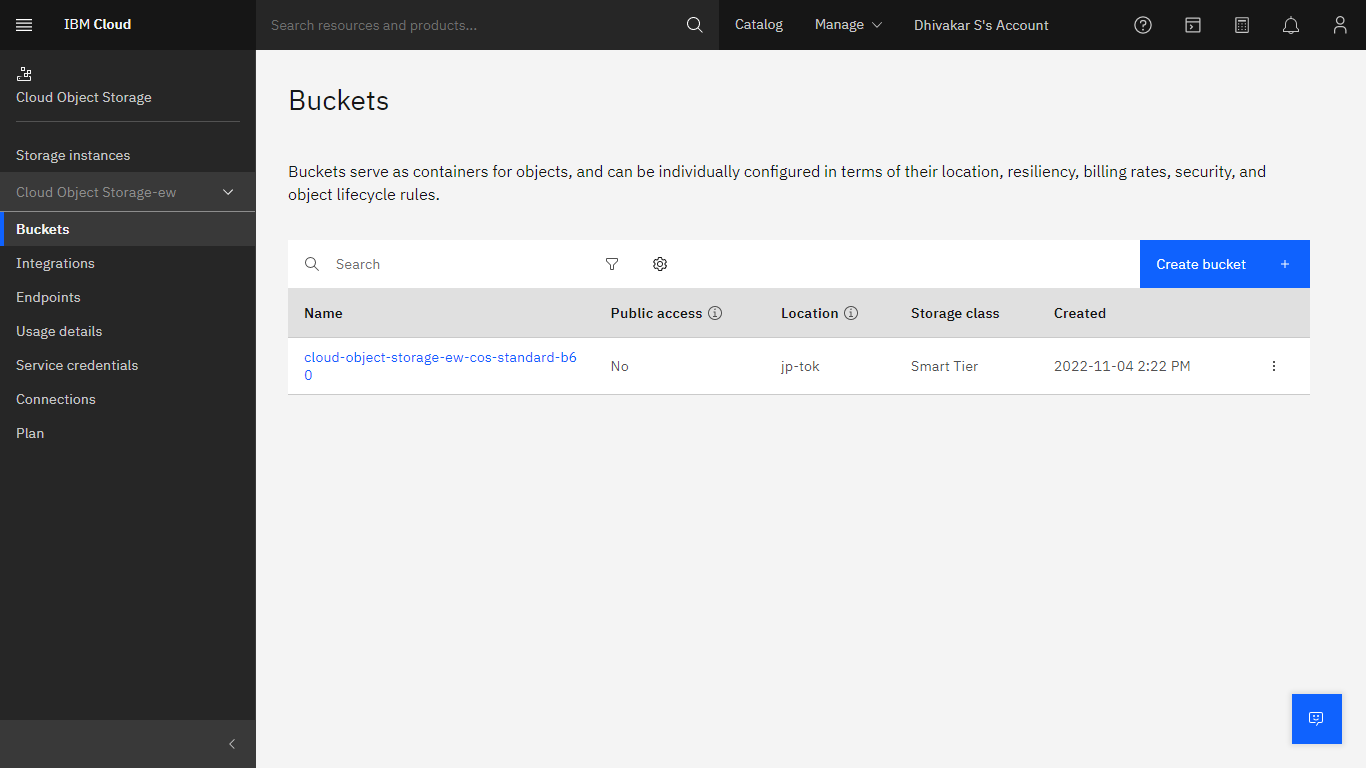 IBM Cloud
Search resources and products...
Catalog
Manage
Dhivakar S's Account
Cloud Object Storage
Storage instances
Cloud Object Storage-ew
Buckets
Integrations
Endpoints
Usage details
Service credentials
Connections
Plan
Buckets
Buckets serve as containers for objects, and can be individually configured in terms of their location, resiliency, billing rates, security, and
object lifecycle rules.
Search
Create bucket +
Name Public access Location Storage class Created
cloud-object-storage-ew-cos-standard-b6
0
No jp-tok Smart Tier 2022-11-04 2:22 PM